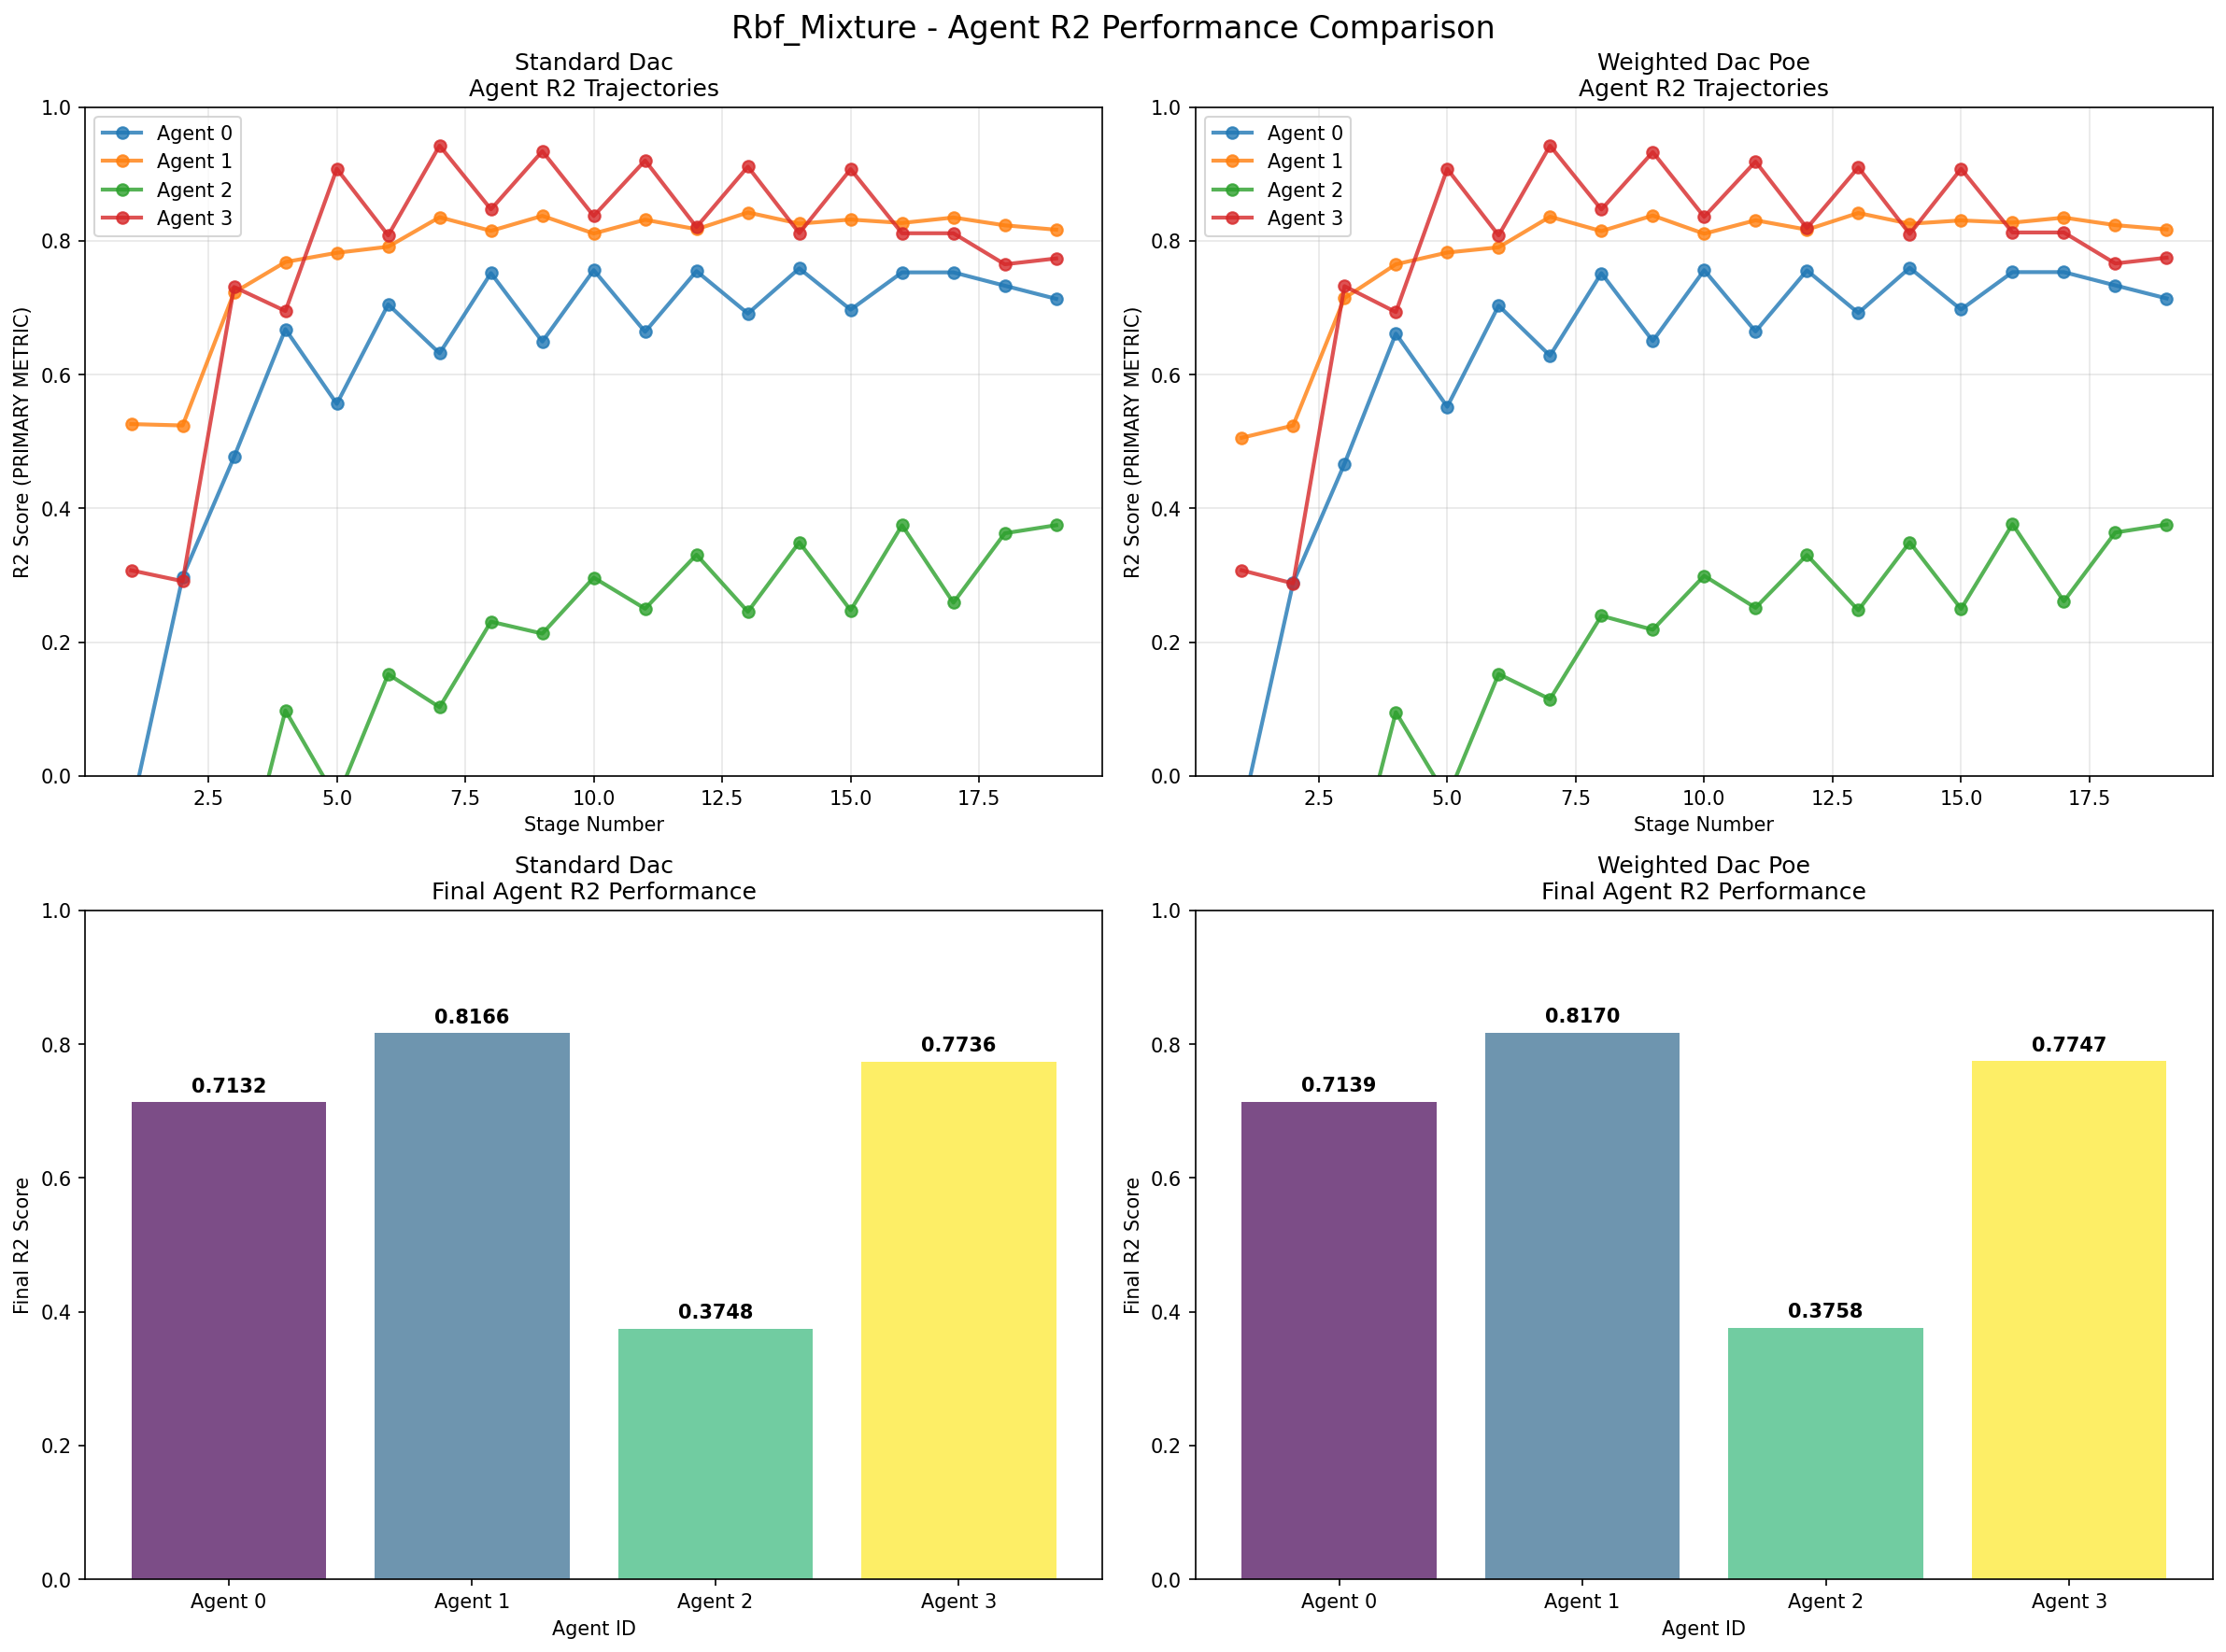 Rbf_Mixture - Agent R2 Performance Comparison
Standard Dac
Agent R2 Trajectories
R2 Score (PRIMARY METRIC)
1.0
0.8
0.6
0.4
0.2
0.0
Agent 0
Agent 1
Agent 2
Agent 3
2.5
5.0
7.5
10.0
12.5
15.0
17.5
Stage Number
Weighted Dac Poe
Agent R2 Trajectories
R2 Score (PRIMARY METRIC)
1.0
0.8
0.6
0.4
0.2
0.0
Agent 0
Agent 1
Agent 2
Agent 3
2.5
5.0
7.5
10.0
12.5
15.0
17.5
Stage Number
Standard Dac
Final Agent R2 Performance
Final R2 Score
1.0
0.8
0.6
0.4
0.2
0.0
0.7132
0.8166
0.3748
0.7736
Agent 0
Agent 1
Agent 2
Agent 3
Agent ID
Weighted Dac Poe
Final Agent R2 Performance
Final R2 Score
1.0
0.8
0.6
0.4
0.2
0.0
0.7139
0.8170
0.3758
0.7747
Agent 0
Agent 1
Agent 2
Agent 3
Agent ID